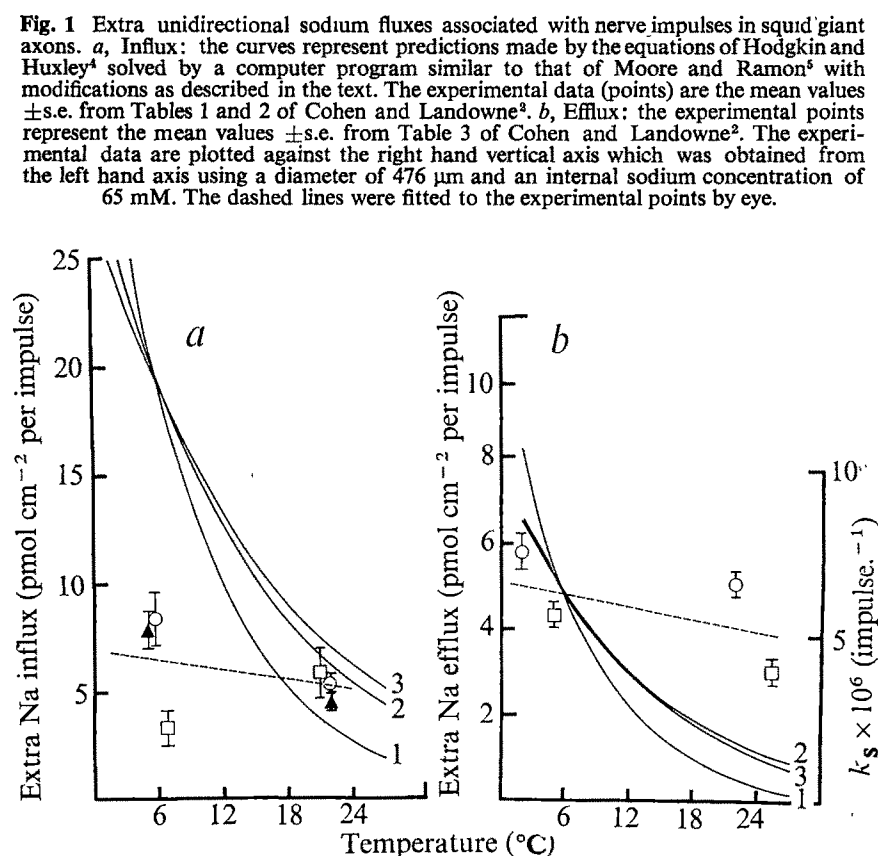 Fig. 1 Extra unidirectional sodium fluxes associated with nerve impulses in squid giant
axons. a, Influx: the curves represent predictions made by the equations of Hodgkin and
Huxley⁴ solved by a computer program similar to that of Moore and Ramon⁵ with
modifications as described in the text. The experimental data (points) are the mean values
±s.e. from Tables 1 and 2 of Cohen and Landowne². b, Efflux: the experimental points
represent the mean values ±s.e. from Table 3 of Cohen and Landowne². The experi-
mental data are plotted against the right hand vertical axis which was obtained from
the left hand axis using a diameter of 476 μm and an internal sodium concentration of
65 mM. The dashed lines were fitted to the experimental points by eye.
Extra Na influx (pmol cm⁻² per impulse)
25
20
15
10
5
a
3
2
1
6 12 18 24
Extra Na efflux (pmol cm⁻² per impulse)
10
8
6
4
2
b
2
3
1
6 12 18 24
10
5
kₛ × 10⁶ (impulse.⁻¹)
Temperature (°C)